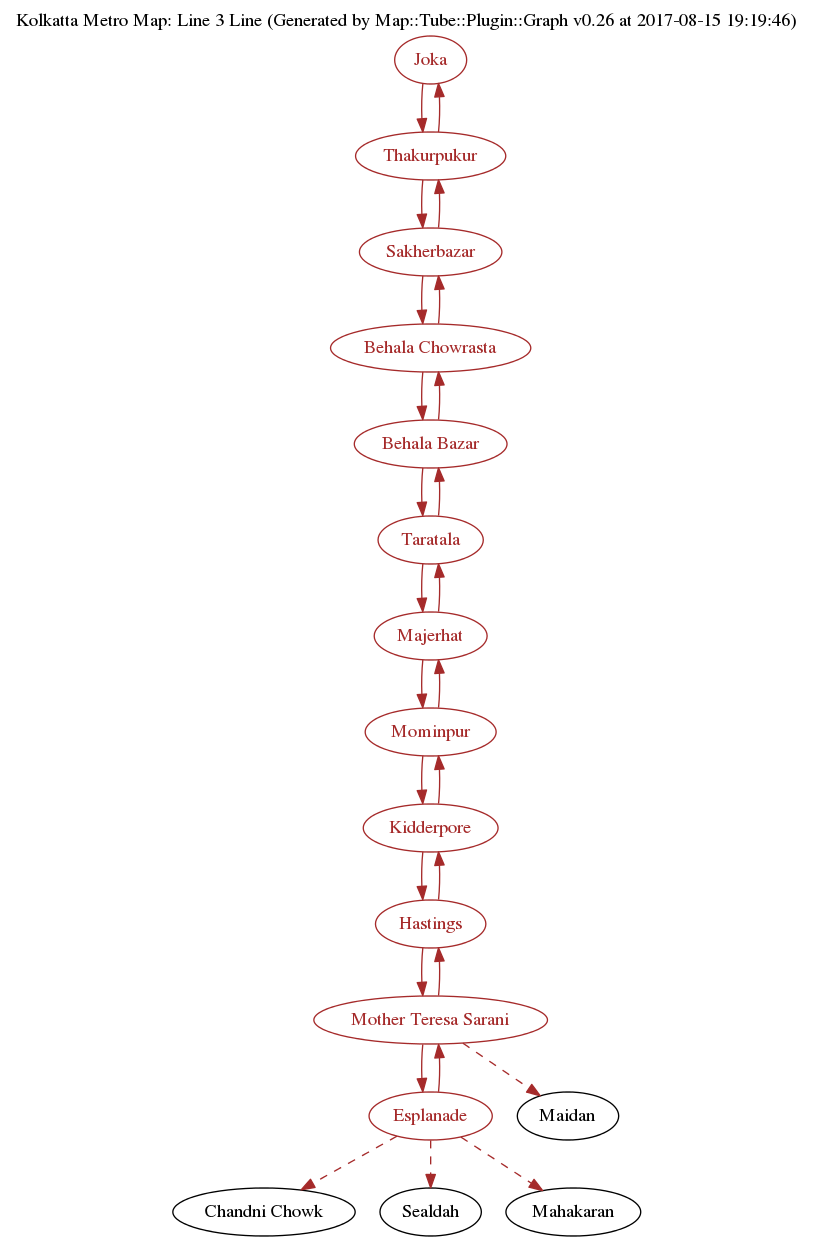 Kolkatta Metro Map: Line 3 Line (Generated by Map::Tube::Plugin::Graph v0.26 at 2017-08-15 19:19:46)
Joka
Thakurpukur
Sakherbazar
Behala Chowrasta
Behala Bazar
Taratala
Majerhat
Mominpur
Kidderpore
Hastings
Mother Teresa Sarani
Esplanade
Maidan
Chandni Chowk
Sealdah
Mahakaran